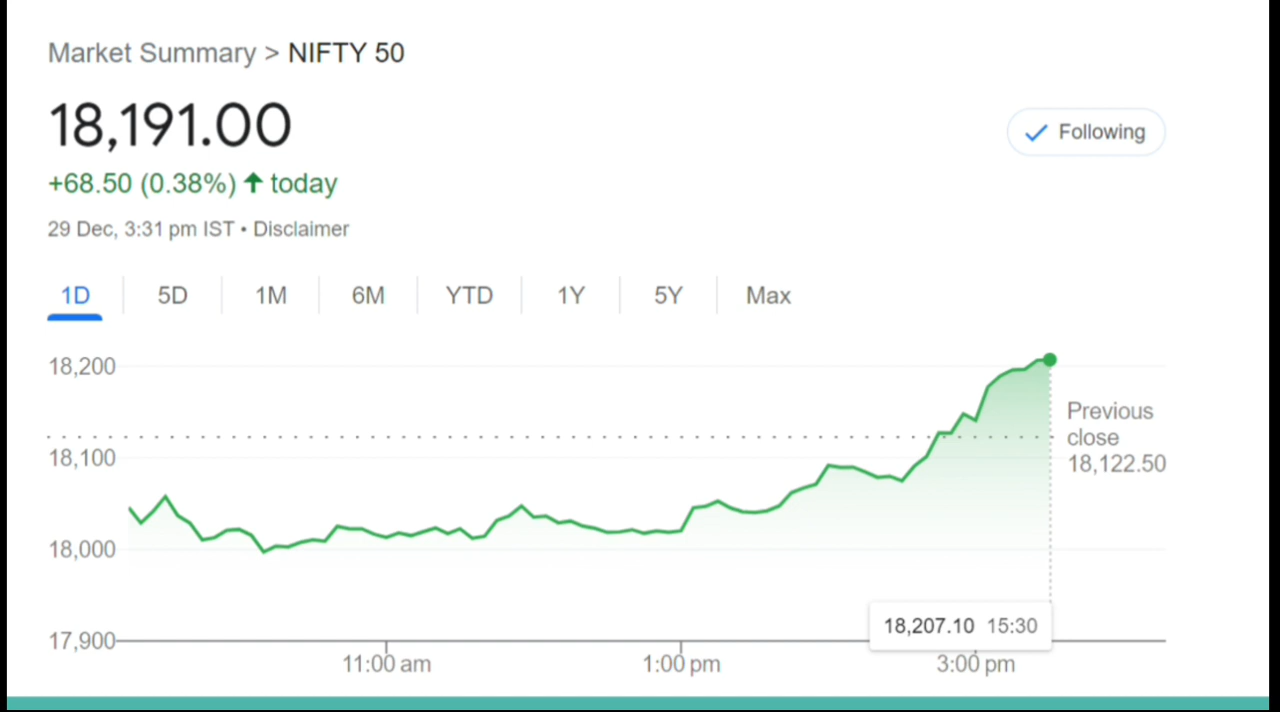 Market Summary > NIFTY 50
18,191.00
Following
+68.50 (0.38%) ↑ today
29 Dec, 3:31 pm IST • Disclaimer
1D 5D 1M 6M YTD 1Y 5Y Max
18,200
Previous
close
18,122.50
18,100
18,000
17,900
18,207.10 15:30
11:00 am 1:00 pm 3:00 pm